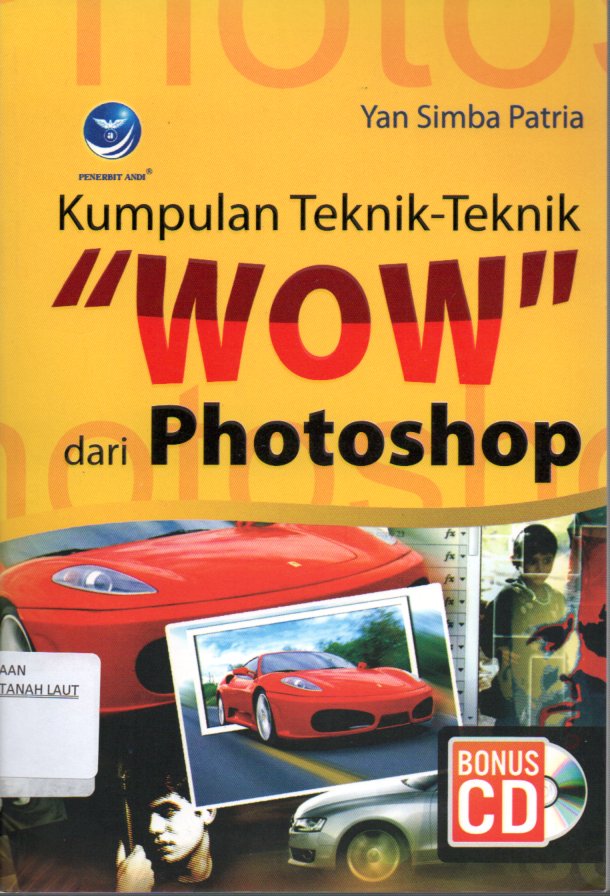 Yan Simba Patria
PENERBIT ANDI®
Kumpulan Teknik-Teknik
"WOW"
dari Photoshop
AAN
TANAH LAUT
BONUS
CD